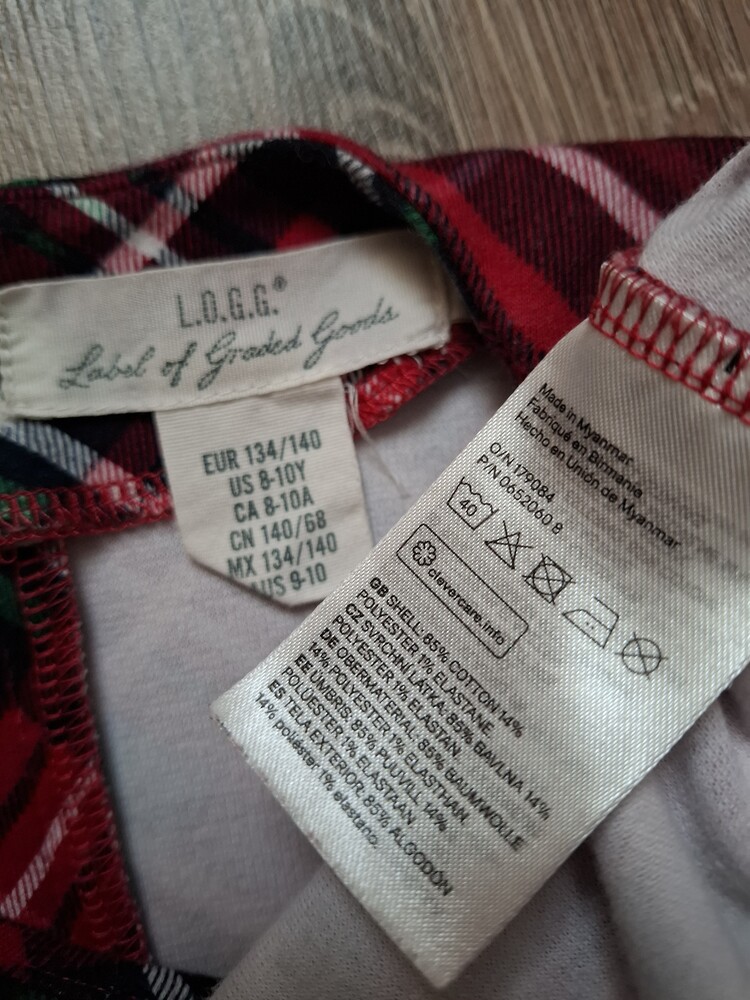 L.O.G.G.®
Label of Graded Goods
EUR 134/140
US 8-10Y
CA 8-10A
CN 140/68
MX 134/140
AUS 9-10
Made in Myanmar
Fabriqué en Birmanie
Hecho en Unión de Myanmar
O/N 179084
P/N 0652060 8
40
clevercare.info
GB SHELL: 85% COTTON 14%
POLYESTER 1% ELASTANE
CZ SVRCHNÍ LÁTKA: 85% BAVLNA 14%
POLYESTER 1% ELASTAN
DE OBERMATERIAL: 85% BAUMWOLLE
14% POLYESTER 1% ELASTHAN
EE ÜMBRIS: 85% PUUVILL 14%
POLÜESTER 1% ELASTAAN
ES TELA EXTERIOR: 85% ALGODÓN
14% poliéster 1% elastano.